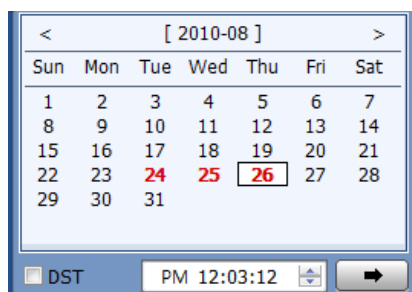 < [ 2010-08 ] >
Sun Mon Tue Wed Thu Fri Sat
1 2 3 4 5 6 7
8 9 10 11 12 13 14
15 16 17 18 19 20 21
22 23 24 25 26 27 28
29 30 31
DST PM 12:03:12